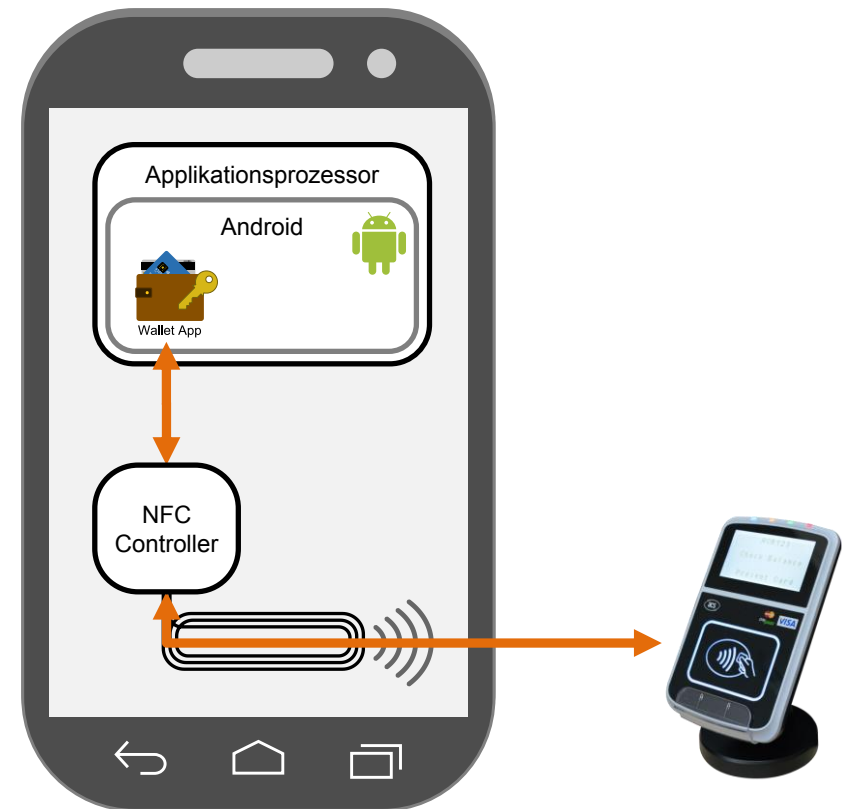 Applikationsprozessor
Android
Wallet App
NFC
Controller
VISA